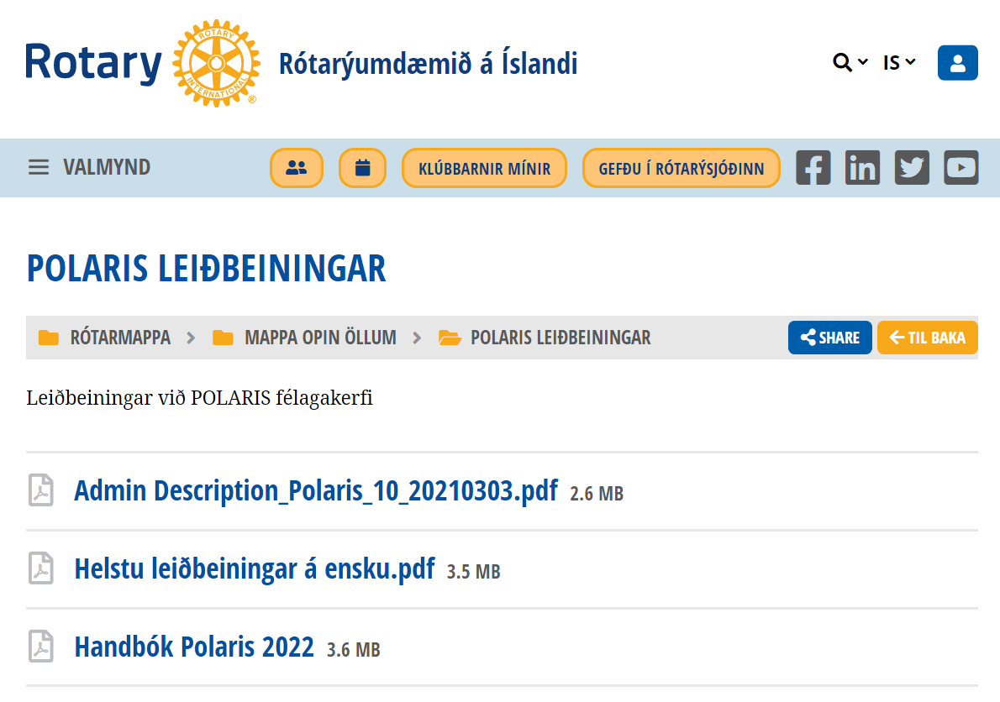 Rotary
ROTARY
INTERNATIONAL
®
Rótarýumdæmið á Íslandi
IS
VALMYND
KLÚBBARNIR MÍNIR
GEFÐU Í RÓTARÝSJÓÐINN
POLARIS LEIÐBEININGAR
RÓTARMAPPA
MAPPA OPIN ÖLLUM
POLARIS LEIÐBEININGAR
SHARE
TIL BAKA
Leiðbeiningar við POLARIS félagakerfi
Admin Description_Polaris_10_20210303.pdf 2.6 MB
Helstu leiðbeiningar á ensku.pdf 3.5 MB
Handbók Polaris 2022 3.6 MB